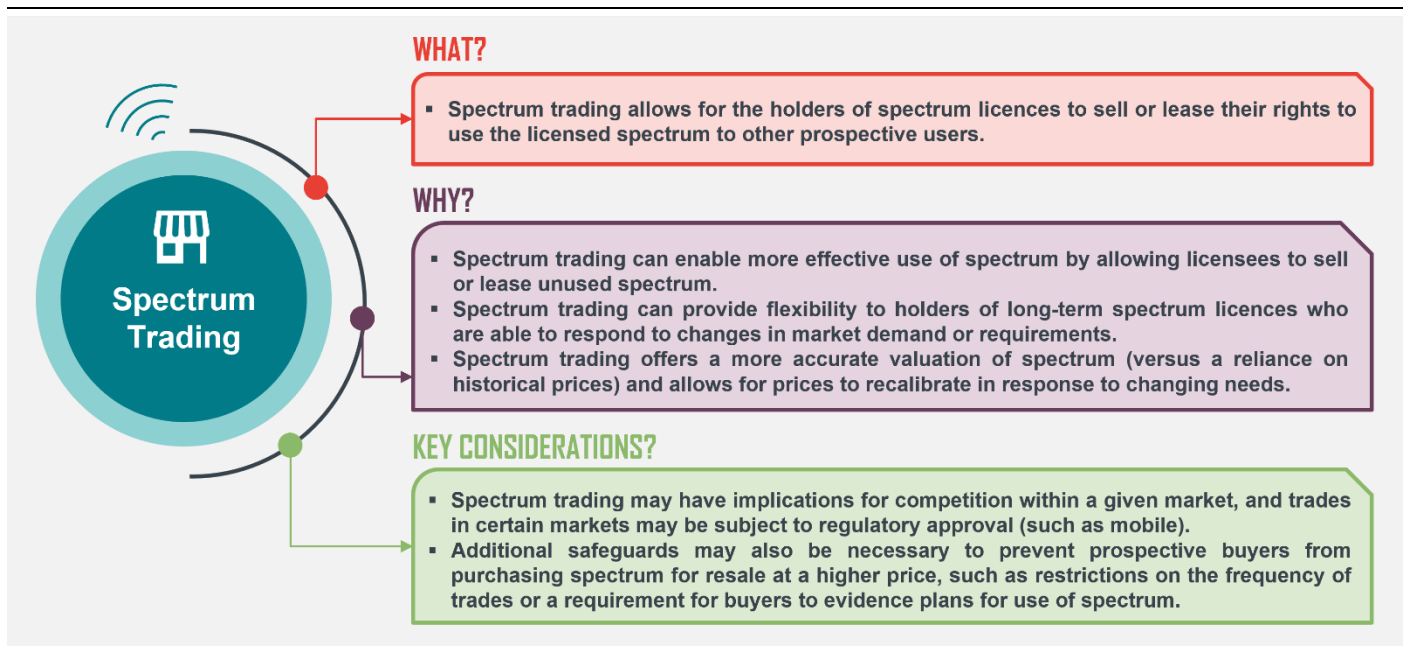 WHAT?
▪ Spectrum trading allows for the holders of spectrum licences to sell or lease their rights to
use the licensed spectrum to other prospective users.
Spectrum
Trading
WHY?
▪ Spectrum trading can enable more effective use of spectrum by allowing licensees to sell
or lease unused spectrum.
▪ Spectrum trading can provide flexibility to holders of long-term spectrum licences who
are able to respond to changes in market demand or requirements.
▪ Spectrum trading offers a more accurate valuation of spectrum (versus a reliance on
historical prices) and allows for prices to recalibrate in response to changing needs.
KEY CONSIDERATIONS?
▪ Spectrum trading may have implications for competition within a given market, and trades
in certain markets may be subject to regulatory approval (such as mobile).
▪ Additional safeguards may also be necessary to prevent prospective buyers from
purchasing spectrum for resale at a higher price, such as restrictions on the frequency of
trades or a requirement for buyers to evidence plans for use of spectrum.